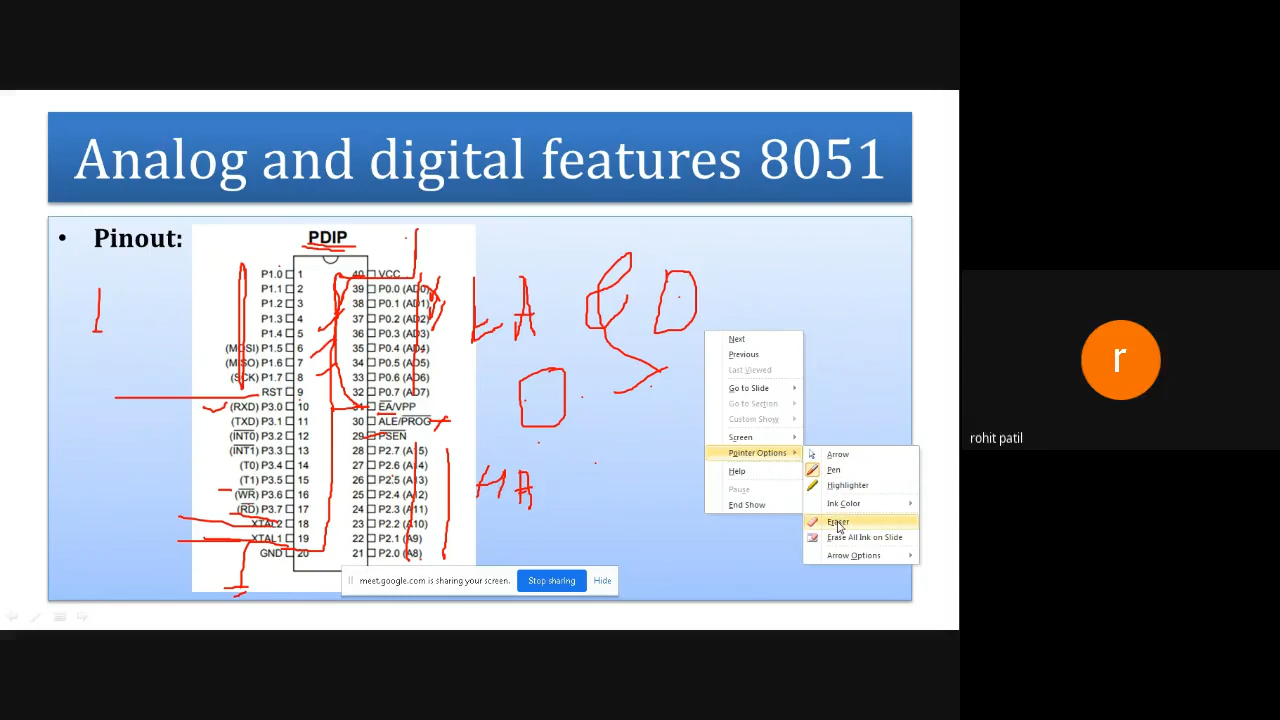 Analog and digital features 8051
• Pinout:
PDIP
P1.0 1 40 VCC
P1.1 2 39 P0.0 (AD0)
P1.2 3 38 P0.1 (AD1)
P1.3 4 37 P0.2 (AD2)
P1.4 5 36 P0.3 (AD3)
(MOSI) P1.5 6 35 P0.4 (AD4)
(MISO) P1.6 7 34 P0.5 (AD5)
(SCK) P1.7 8 33 P0.6 (AD6)
RST 9 32 P0.7 (AD7)
(RXD) P3.0 10 31 EA/VPP
(TXD) P3.1 11 30 ALE/PROG
(INT0) P3.2 12 29 PSEN
(INT1) P3.3 13 28 P2.7 (A15)
(T0) P3.4 14 27 P2.6 (A14)
(T1) P3.5 15 26 P2.5 (A13)
(WR) P3.6 16 25 P2.4 (A12)
(RD) P3.7 17 24 P2.3 (A11)
XTAL2 18 23 P2.2 (A10)
XTAL1 19 22 P2.1 (A9)
GND 20 21 P2.0 (A8)
LA
D
HA
Next
Previous
Last Viewed
Go to Slide
Go to Section
Custom Show
Screen
Pointer Options
Help
Pause
End Show
Arrow
Pen
Highlighter
Ink Color
Eraser
Erase All Ink on Slide
Arrow Options
meet.google.com is sharing your screen. Stop sharing Hide
r
rohit patil